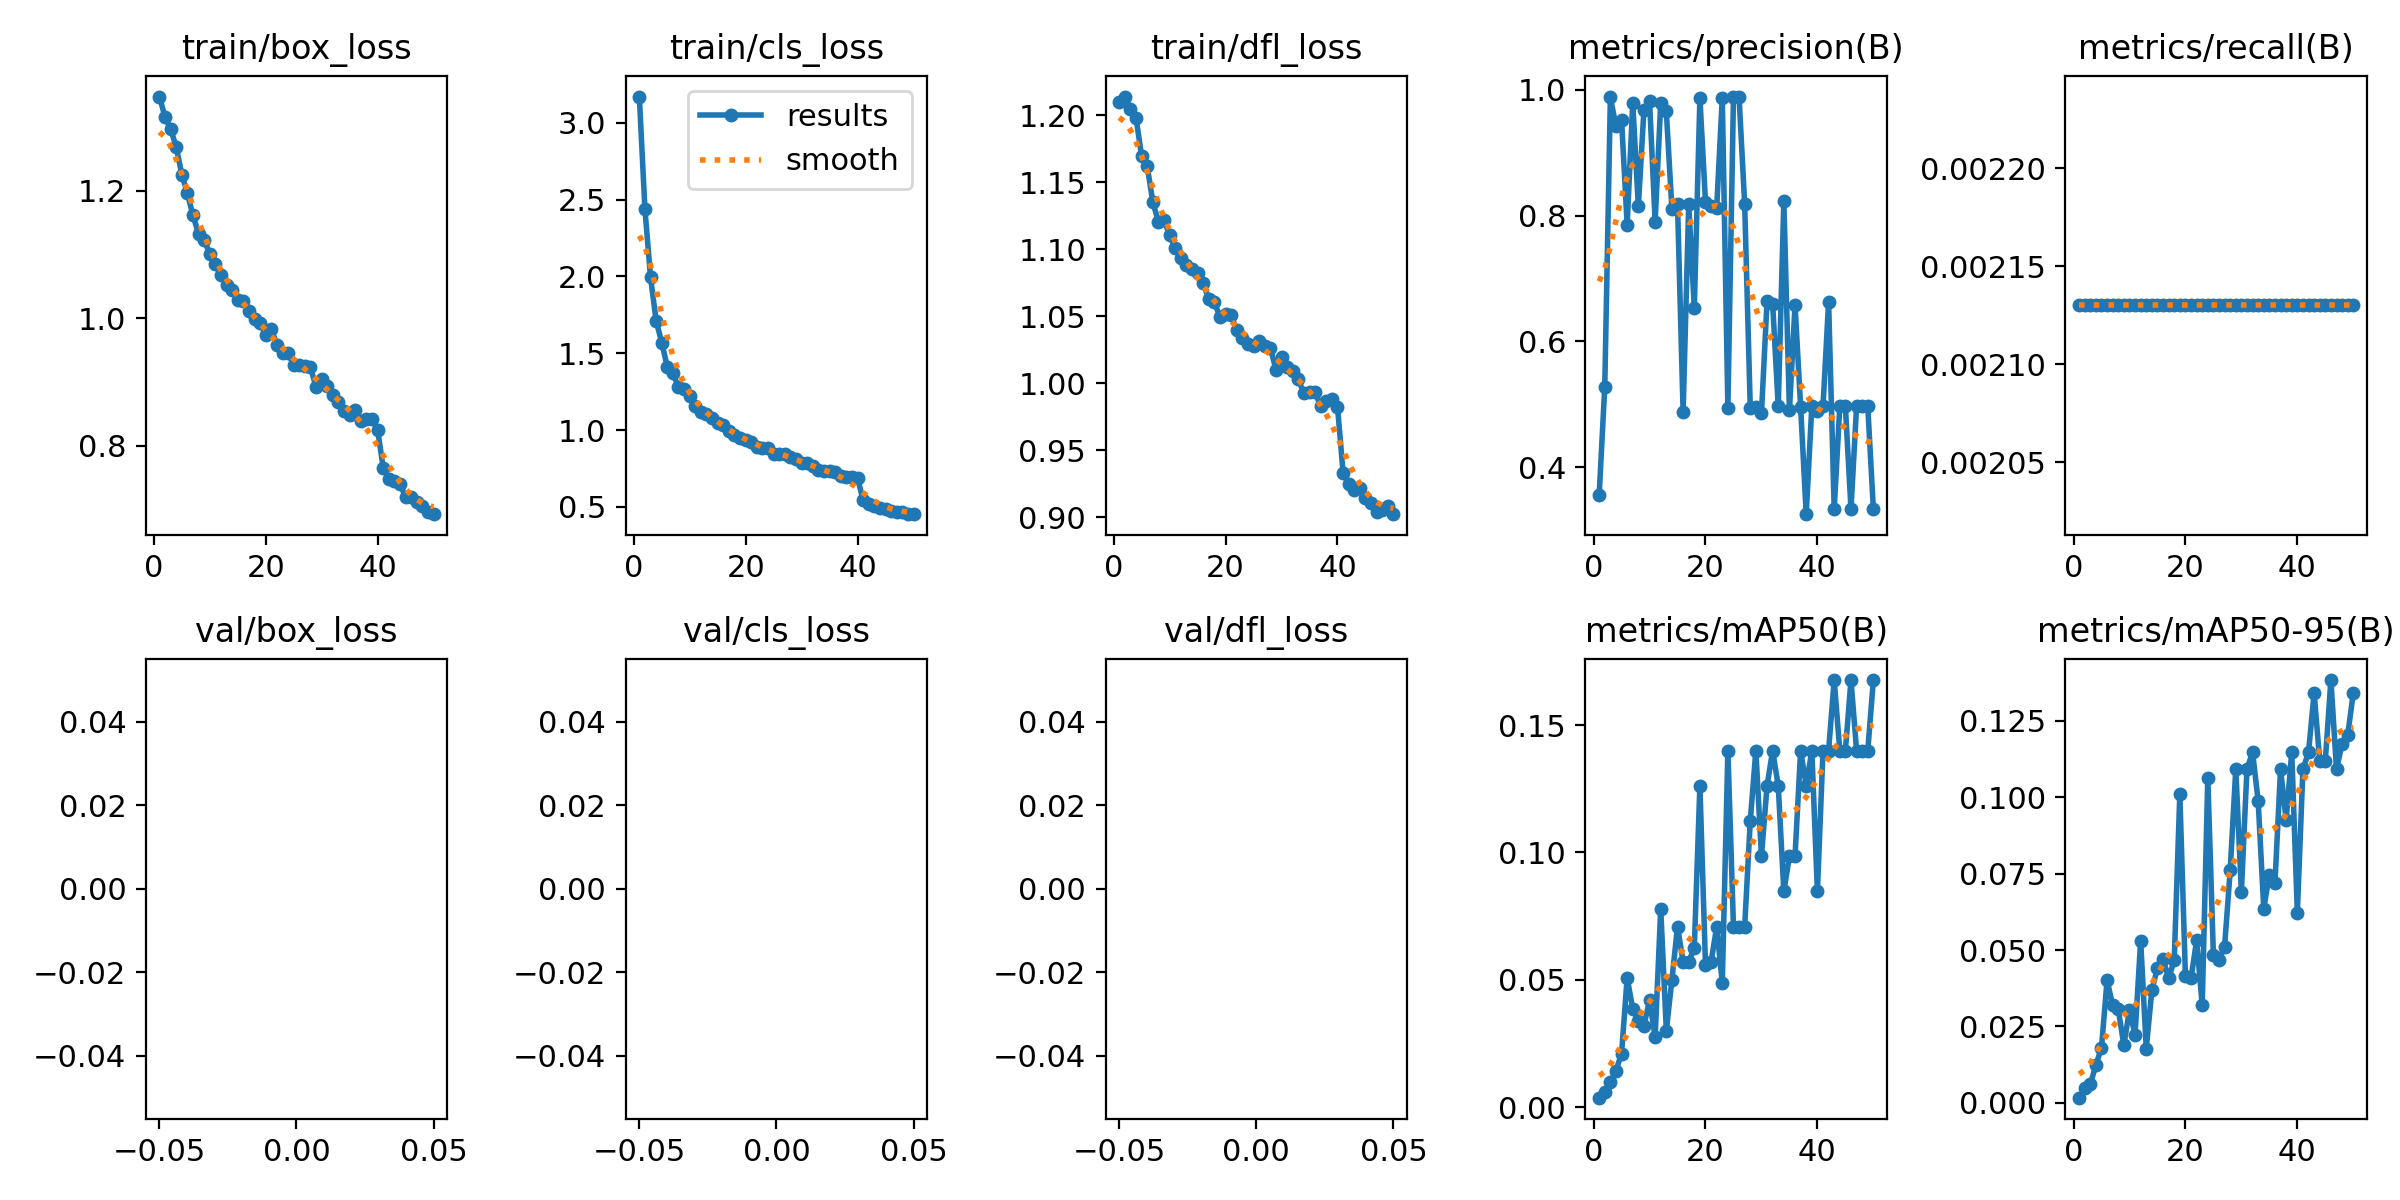 train/box_loss
train/cls_loss
train/dfl_loss
metrics/precision(B)
metrics/recall(B)
1.2
1.0
0.8
0 20 40
results
smooth
3.0
2.5
2.0
1.5
1.0
0.5
0 20 40
1.20
1.15
1.10
1.05
1.00
0.95
0.90
0 20 40
1.0
0.8
0.6
0.4
0 20 40
0.00220
0.00215
0.00210
0.00205
0 20 40
val/box_loss
val/cls_loss
val/dfl_loss
metrics/mAP50(B)
metrics/mAP50-95(B)
0.04
0.02
0.00
−0.02
−0.04
−0.05 0.00 0.05
0.04
0.02
0.00
−0.02
−0.04
−0.05 0.00 0.05
0.04
0.02
0.00
−0.02
−0.04
−0.05 0.00 0.05
0.15
0.10
0.05
0.00
0 20 40
0.125
0.100
0.075
0.050
0.025
0.000
0 20 40